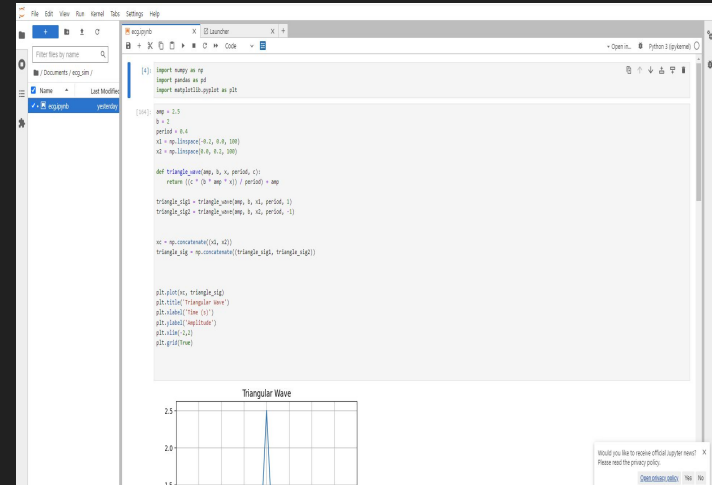 File Edit View Run Kernel Tabs Settings Help
ecg.ipynb X Launcher X +
Code
Open in... Python 3 (ipykernel)
Filter files by name
/ Documents / ecg_sim /
Name Last Modified
ecg.ipynb yesterday
[4]: import numpy as np
import pandas as pd
import matplotlib.pyplot as plt
amp = 2.5
b = 2
period = 0.4
x1 = np.linspace(-0.2, 0.0, 100)
x2 = np.linspace(0.0, 0.2, 100)
def triangle_wave(amp, b, x, period, c):
return ((c * (b * amp * x)) / period) + amp
triangle_sig1 = triangle_wave(amp, b, x1, period, 1)
triangle_sig2 = triangle_wave(amp, b, x2, period, -1)
xc = np.concatenate((x1, x2))
triangle_sig = np.concatenate((triangle_sig1, triangle_sig2))
plt.plot(xc, triangle_sig)
plt.title('Triangular Wave')
plt.xlabel('Time (s)')
plt.ylabel('Amplitude')
plt.xlim(-2,2)
plt.grid(True)
Triangular Wave
2.5
2.0
1.5
Would you like to receive official Jupyter news? X
Please read the privacy policy.
Open privacy policy Yes No